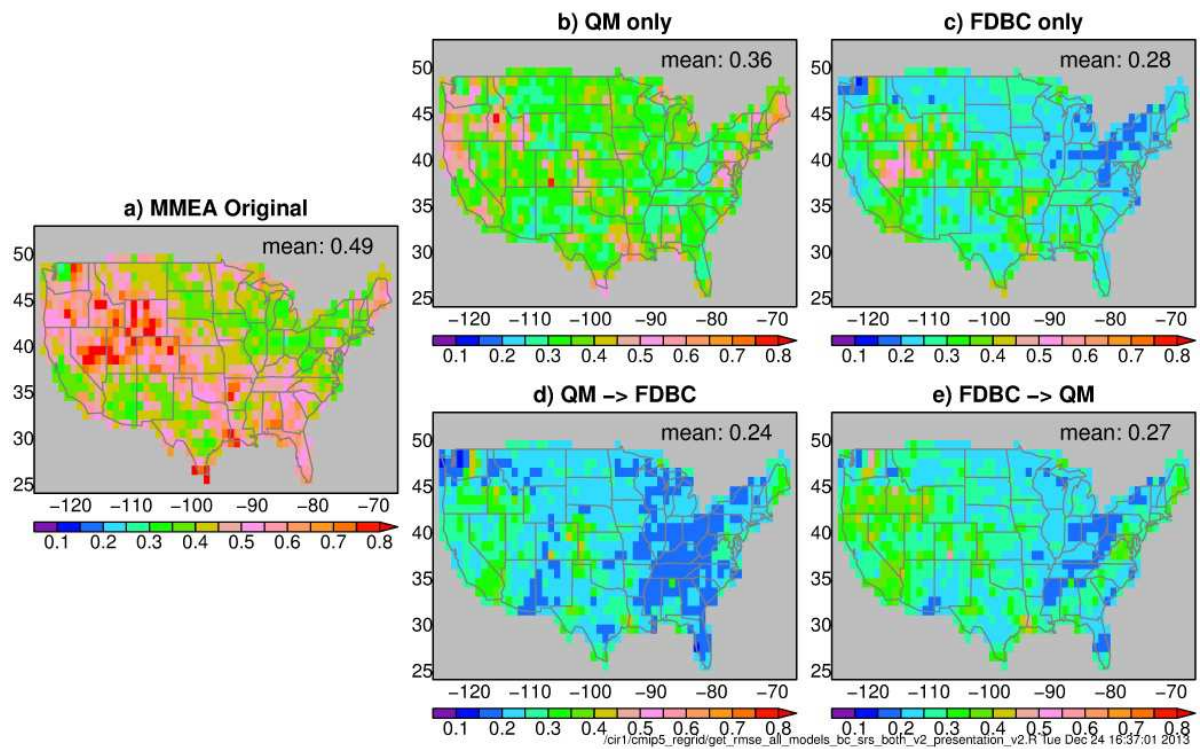 a) MMEA Original
mean: 0.49
50
45
40
35
30
25
−120 −110 −100 −90 −80 −70
0.1 0.2 0.3 0.4 0.5 0.6 0.7 0.8
b) QM only
mean: 0.36
50
45
40
35
30
25
−120 −110 −100 −90 −80 −70
0.1 0.2 0.3 0.4 0.5 0.6 0.7 0.8
c) FDBC only
mean: 0.28
50
45
40
35
30
25
−120 −110 −100 −90 −80 −70
0.1 0.2 0.3 0.4 0.5 0.6 0.7 0.8
d) QM −> FDBC
mean: 0.24
50
45
40
35
30
25
−120 −110 −100 −90 −80 −70
0.1 0.2 0.3 0.4 0.5 0.6 0.7 0.8
e) FDBC −> QM
mean: 0.27
50
45
40
35
30
25
−120 −110 −100 −90 −80 −70
0.1 0.2 0.3 0.4 0.5 0.6 0.7 0.8
/cir1/cmip5_regrid/get_rmse_all_models_bc_srs_both_v2_presentation_v2.R Tue Dec 24 16:37:01 2013